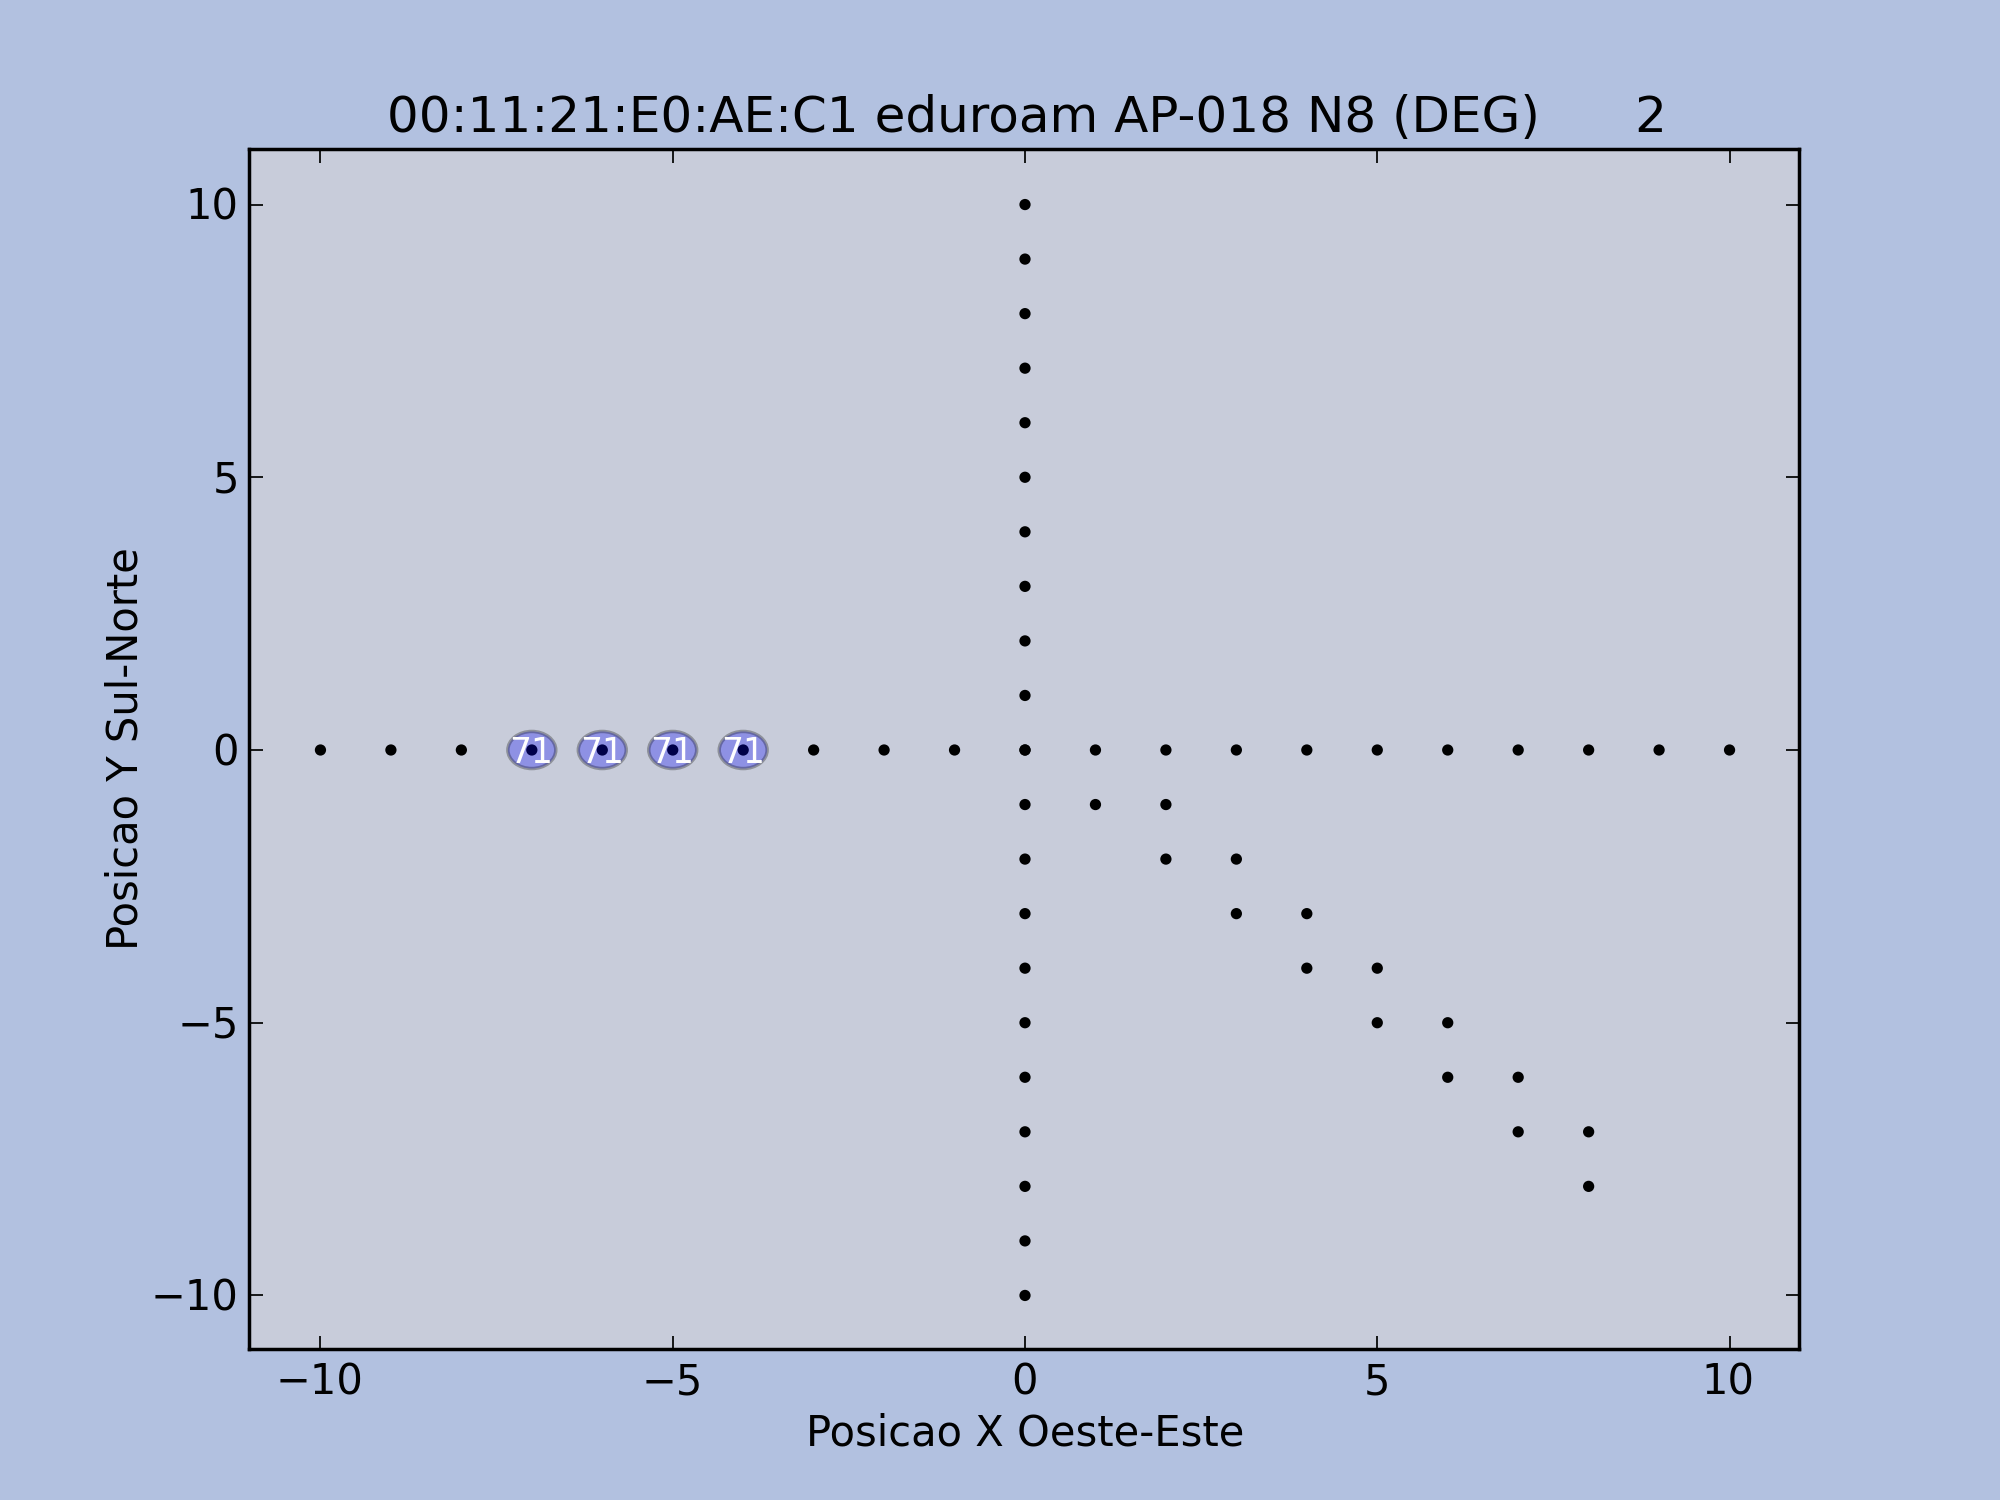 00:11:21:E0:AE:C1 eduroam AP-018 N8 (DEG) 2
10
5
0
−5
−10
Posicao Y Sul-Norte
71 71 71 71
−10 −5 0 5 10
Posicao X Oeste-Este